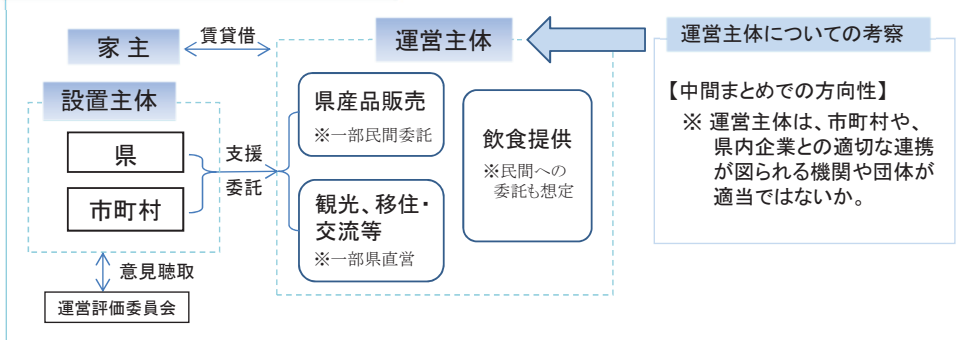 家 主
賃貸借
運営主体
運営主体についての考察
設置主体
県
市町村
支援
委託
県産品販売
※一部民間委託
観光、移住・
交流等
※一部県直営
飲食提供
※民間への
委託も想定
【中間まとめでの方向性】
※ 運営主体は、市町村や、
県内企業との適切な連携
が図られる機関や団体が
適当ではないか。
意見聴取
運営評価委員会